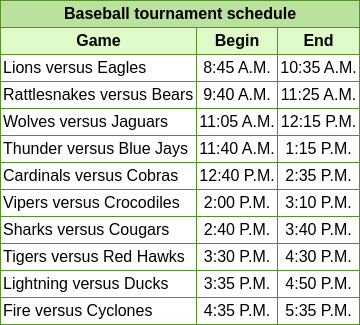 Baseball tournament schedule
Game Begin End
Lions versus Eagles 8:45 A.M. 10:35 A.M.
Rattlesnakes versus Bears 9:40 A.M. 11:25 A.M.
Wolves versus Jaguars 11:05 A.M. 12:15 P.M.
Thunder versus Blue Jays 11:40 A.M. 1:15 P.M.
Cardinals versus Cobras 12:40 P.M. 2:35 P.M.
Vipers versus Crocodiles 2:00 P.M. 3:10 P.M.
Sharks versus Cougars 2:40 P.M. 3:40 P.M.
Tigers versus Red Hawks 3:30 P.M. 4:30 P.M.
Lightning versus Ducks 3:35 P.M. 4:50 P.M.
Fire versus Cyclones 4:35 P.M. 5:35 P.M.